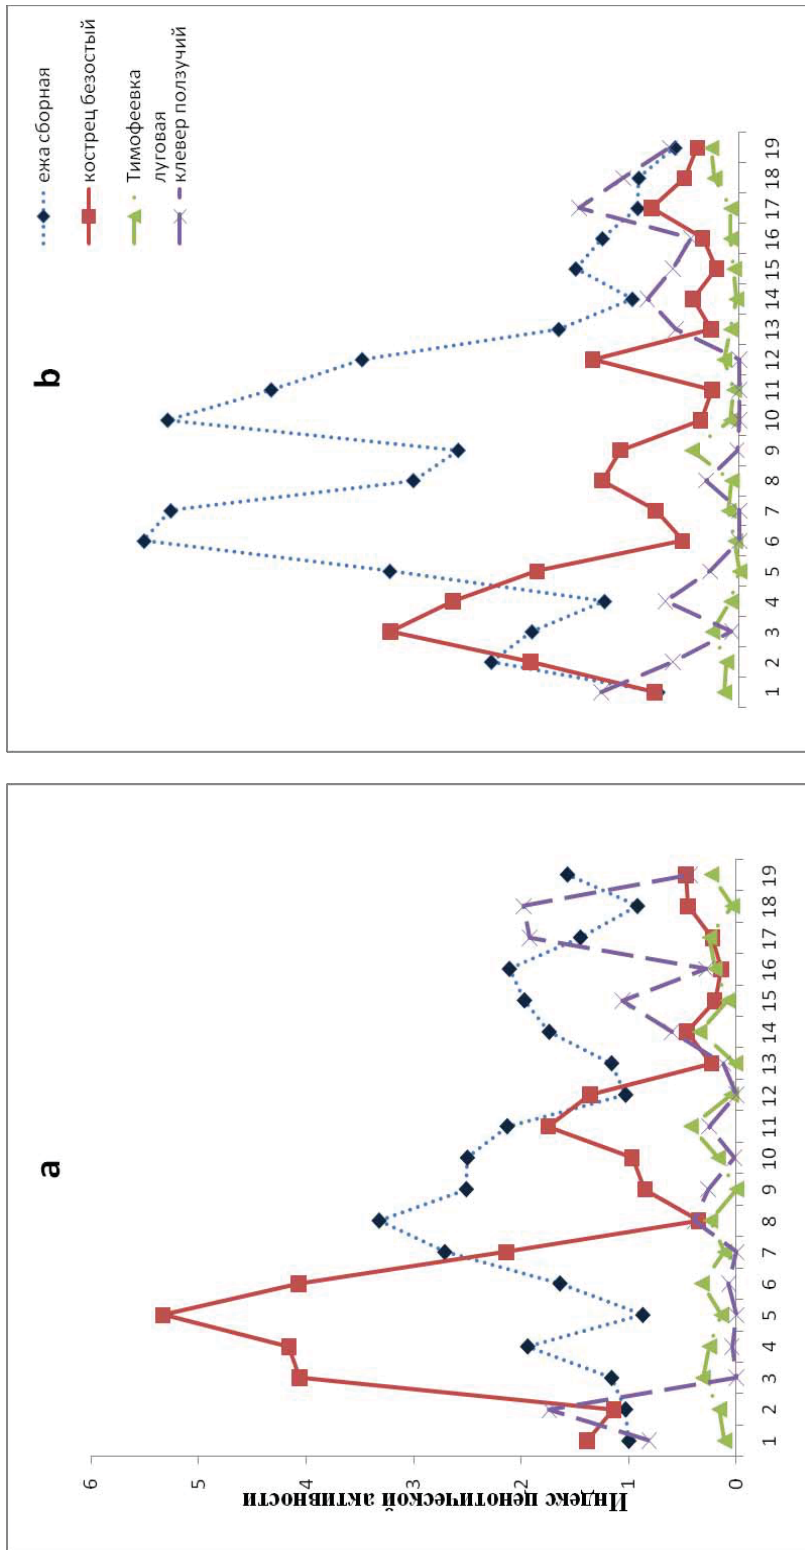 a
Индекс ценотической активности
6
5
4
3
2
1
0
1 2 3 4 5 6 7 8 9 10 11 12 13 14 15 16 17 18 19
b
ежа сборная
кострец безостый
Тимофеевка
луговая
клевер ползучий
1 2 3 4 5 6 7 8 9 10 11 12 13 14 15 16 17 18 19